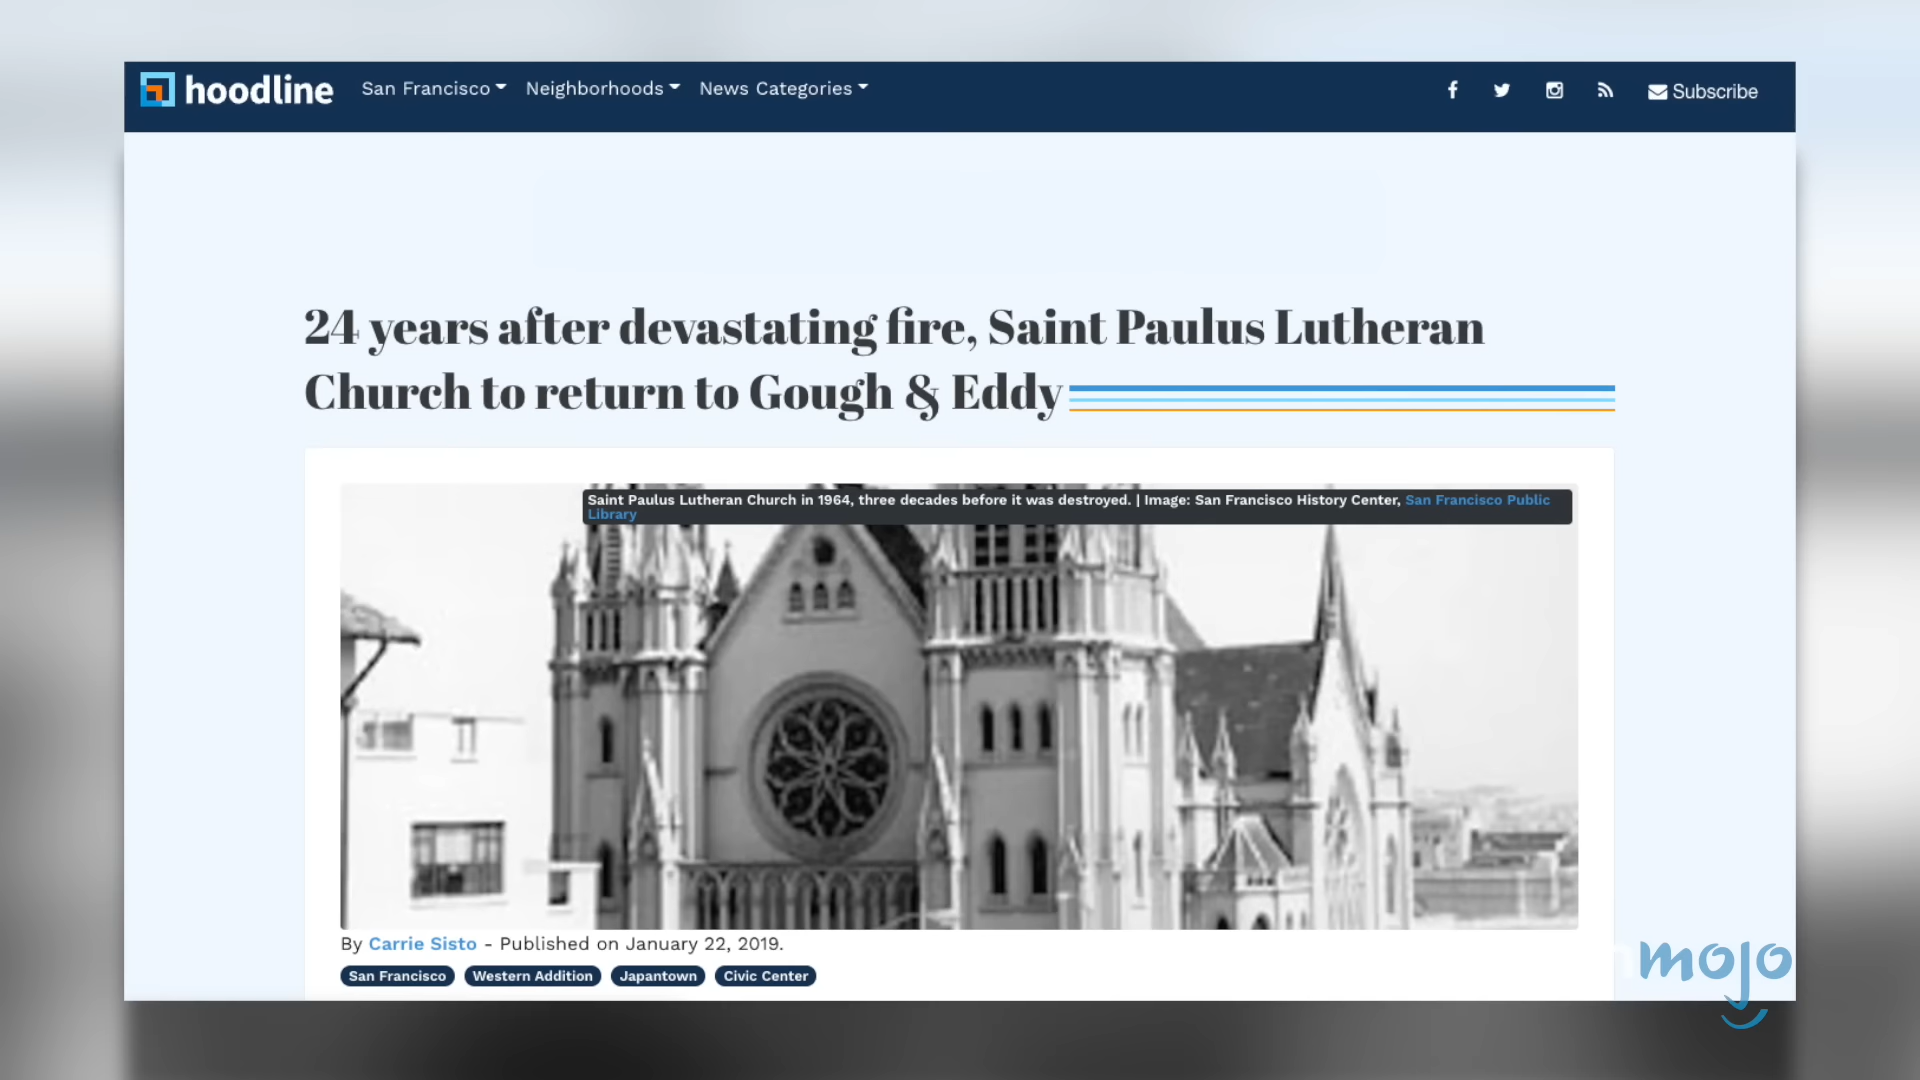 hoodline San Francisco Neighborhoods News Categories Subscribe
24 years after devastating fire, Saint Paulus Lutheran
Church to return to Gough & Eddy
Saint Paulus Lutheran Church in 1964, three decades before it was destroyed. | Image: San Francisco History Center, San Francisco Public
Library
By Carrie Sisto - Published on January 22, 2019.
San Francisco Western Addition Japantown Civic Center
mojo